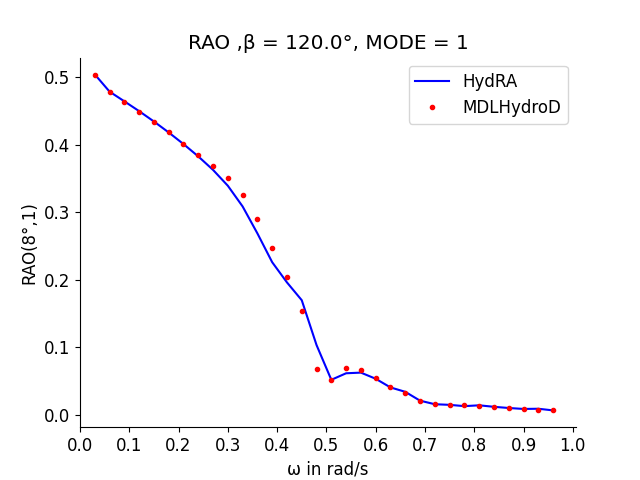 RAO ,β = 120.0°, MODE = 1
HydRA
MDLHydroD
RAO(8°,1)
0.5
0.4
0.3
0.2
0.1
0.0
0.0 0.1 0.2 0.3 0.4 0.5 0.6 0.7 0.8 0.9 1.0
ω in rad/s